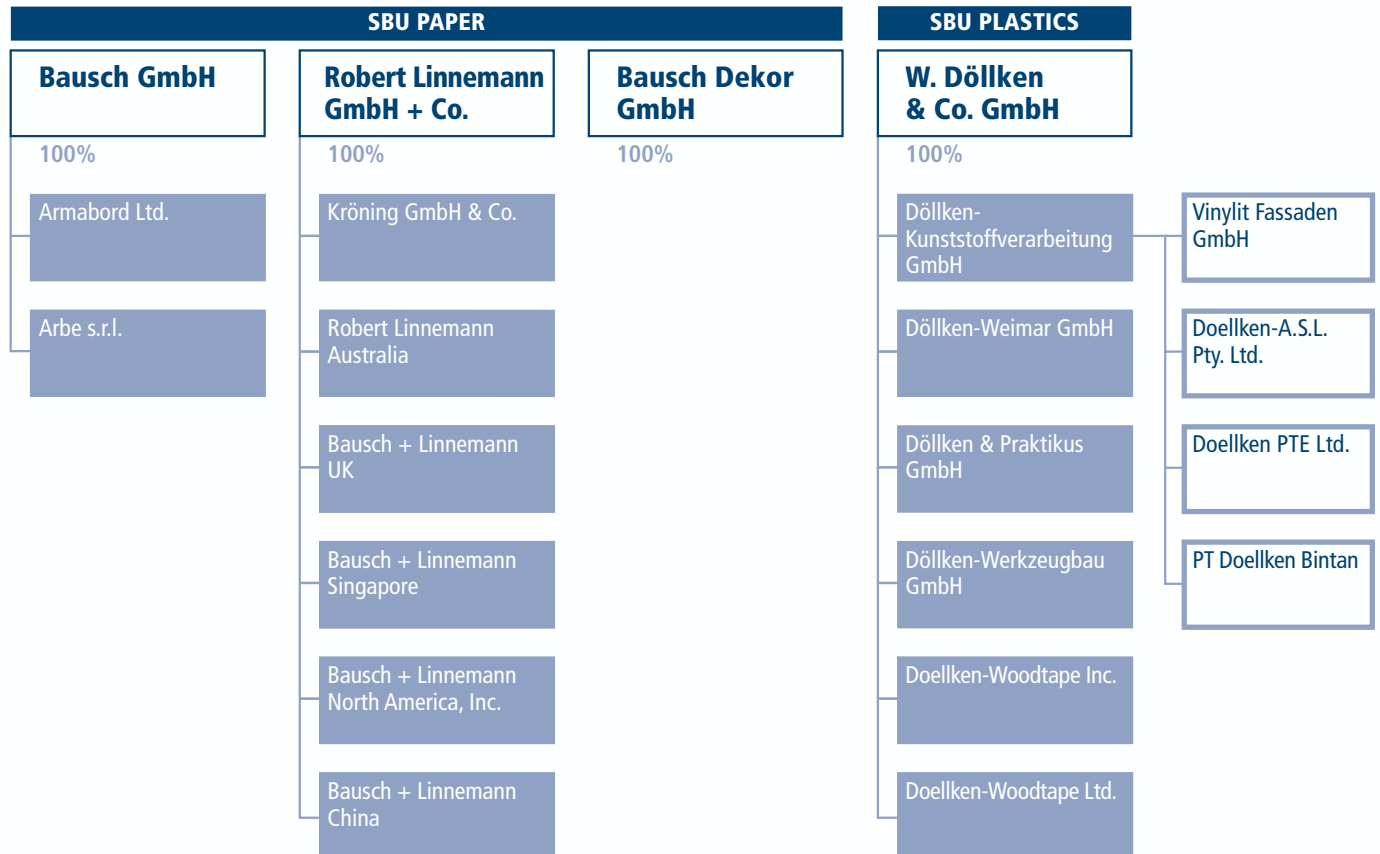 SBU PAPER
Bausch GmbH
100%
Armabord Ltd.
Arbe s.r.l.
Robert Linnemann
GmbH + Co.
100%
Kröning GmbH & Co.
Robert Linnemann
Australia
Bausch + Linnemann
UK
Bausch + Linnemann
Singapore
Bausch + Linnemann
North America, Inc.
Bausch + Linnemann
China
Bausch Dekor
GmbH
100%
SBU PLASTICS
W. Döllken
& Co. GmbH
100%
Döllken-
Kunststoffverarbeitung
GmbH
Döllken-Weimar GmbH
Döllken & Praktikus
GmbH
Döllken-Werkzeugbau
GmbH
Doellken-Woodtape Inc.
Doellken-Woodtape Ltd.
Vinylit Fassaden
GmbH
Doellken-A.S.L.
Pty. Ltd.
Doellken PTE Ltd.
PT Doellken Bintan